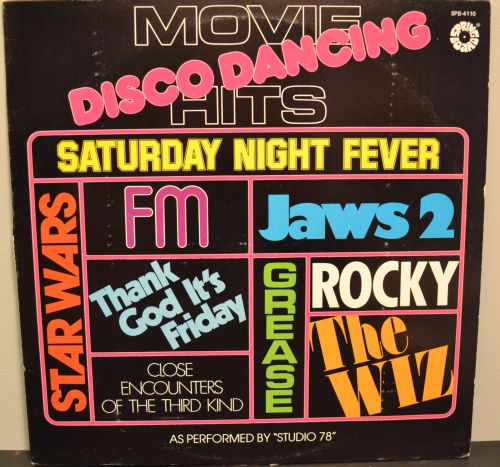 SPB-4110
MOVIE
DISCO DANCING
HITS
SATURDAY NIGHT FEVER
STAR WARS
FM
Jaws 2
Thank
God It's
Friday
GREASE
ROCKY
The
WIZ
CLOSE
ENCOUNTERS
OF THE THIRD KIND
AS PERFORMED BY "STUDIO 78"